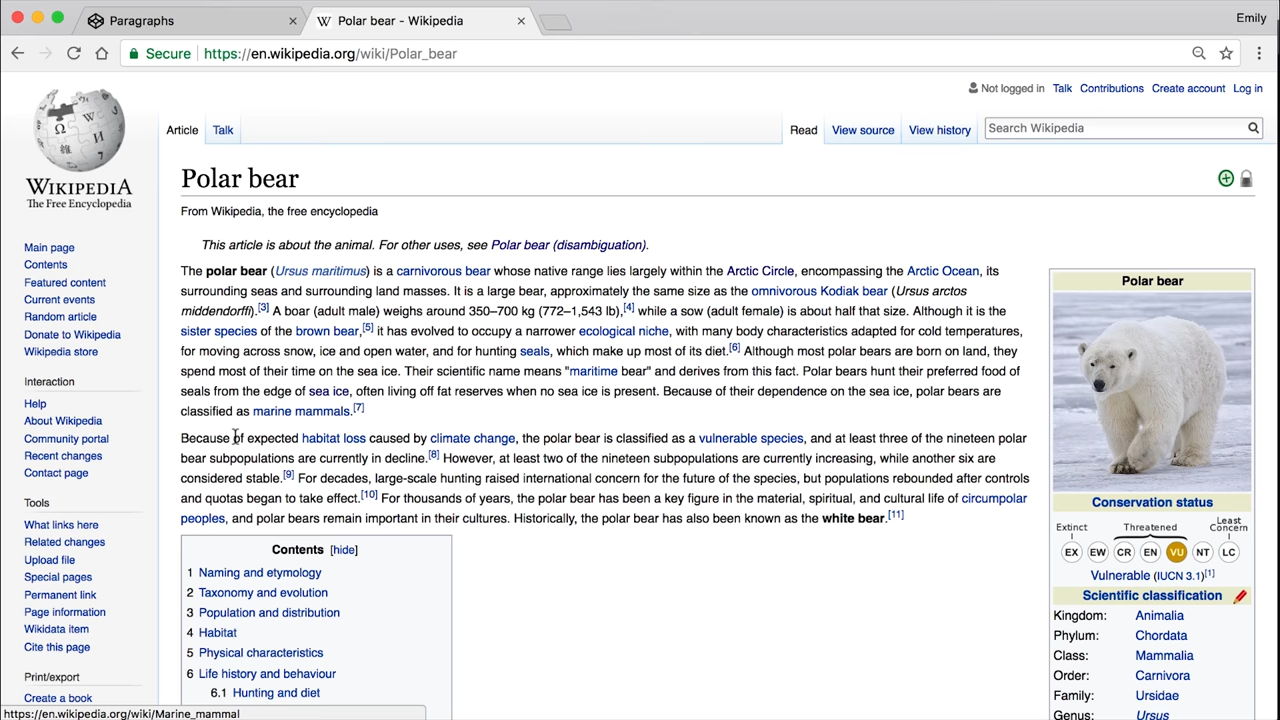 Paragraphs
Polar bear - Wikipedia
Emily
Secure
https://en.wikipedia.org/wiki/Polar_bear
Not logged in Talk Contributions Create account Log in
Article Talk
Read View source View history
Search Wikipedia
WIKIPEDIA
The Free Encyclopedia
Main page
Contents
Featured content
Current events
Random article
Donate to Wikipedia
Wikipedia store
Interaction
Help
About Wikipedia
Community portal
Recent changes
Contact page
Tools
What links here
Related changes
Upload file
Special pages
Permanent link
Page information
Wikidata item
Cite this page
Print/export
Create a book
Polar bear
From Wikipedia, the free encyclopedia
This article is about the animal. For other uses, see Polar bear (disambiguation).
The polar bear (Ursus maritimus) is a carnivorous bear whose native range lies largely within the Arctic Circle, encompassing the Arctic Ocean, its
surrounding seas and surrounding land masses. It is a large bear, approximately the same size as the omnivorous Kodiak bear (Ursus arctos
middendorffi).[3] A boar (adult male) weighs around 350–700 kg (772–1,543 lb),[4] while a sow (adult female) is about half that size. Although it is the
sister species of the brown bear,[5] it has evolved to occupy a narrower ecological niche, with many body characteristics adapted for cold temperatures,
for moving across snow, ice and open water, and for hunting seals, which make up most of its diet.[6] Although most polar bears are born on land, they
spend most of their time on the sea ice. Their scientific name means "maritime bear" and derives from this fact. Polar bears hunt their preferred food of
seals from the edge of sea ice, often living off fat reserves when no sea ice is present. Because of their dependence on the sea ice, polar bears are
classified as marine mammals.[7]
Because of expected habitat loss caused by climate change, the polar bear is classified as a vulnerable species, and at least three of the nineteen polar
bear subpopulations are currently in decline.[8] However, at least two of the nineteen subpopulations are currently increasing, while another six are
considered stable.[9] For decades, large-scale hunting raised international concern for the future of the species, but populations rebounded after controls
and quotas began to take effect.[10] For thousands of years, the polar bear has been a key figure in the material, spiritual, and cultural life of circumpolar
peoples, and polar bears remain important in their cultures. Historically, the polar bear has also been known as the white bear.[11]
Contents [hide]
1 Naming and etymology
2 Taxonomy and evolution
3 Population and distribution
4 Habitat
5 Physical characteristics
6 Life history and behaviour
6.1 Hunting and diet
Polar bear
Conservation status
Extinct Threatened Least
Concern
EX EW CR EN VU NT LC
Vulnerable (IUCN 3.1)[1]
Scientific classification
Kingdom: Animalia
Phylum: Chordata
Class: Mammalia
Order: Carnivora
Family: Ursidae
Genus: Ursus
https://en.wikipedia.org/wiki/Marine_mammal